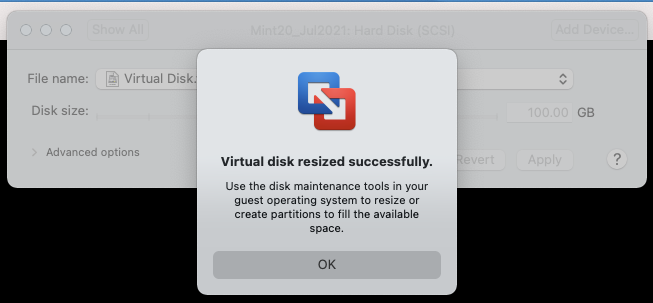 Show All
Mint20_Jul2021: Hard Disk (SCSI)
Add Device...
File name:
Virtual Disk.
Disk size:
100.00 GB
Advanced options
Revert
Apply
?
Virtual disk resized successfully.
Use the disk maintenance tools in your
guest operating system to resize or
create partitions to fill the available
space.
OK